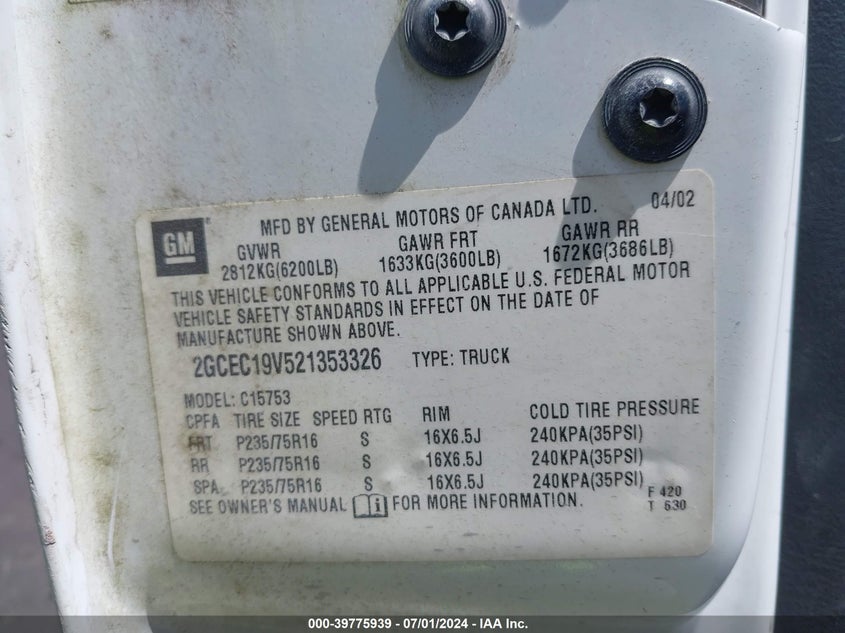 GM
MFD BY GENERAL MOTORS OF CANADA LTD. 04/02
GVWR GAWR FRT GAWR RR
2812KG(6200LB) 1633KG(3600LB) 1672KG(3686LB)
THIS VEHICLE CONFORMS TO ALL APPLICABLE U.S. FEDERAL MOTOR
VEHICLE SAFETY STANDARDS IN EFFECT ON THE DATE OF
MANUFACTURE SHOWN ABOVE.
2GCEC19V521353326 TYPE: TRUCK
MODEL: C15753
CPFA TIRE SIZE SPEED RTG RIM COLD TIRE PRESSURE
FRT P235/75R16 S 16X6.5J 240KPA(35PSI)
RR P235/75R16 S 16X6.5J 240KPA(35PSI)
SPA P235/75R16 S 16X6.5J 240KPA(35PSI)
SEE OWNER'S MANUAL i FOR MORE INFORMATION.
F 420
T 630
000-39775939 / 07/01/2024 - IAA Inc.